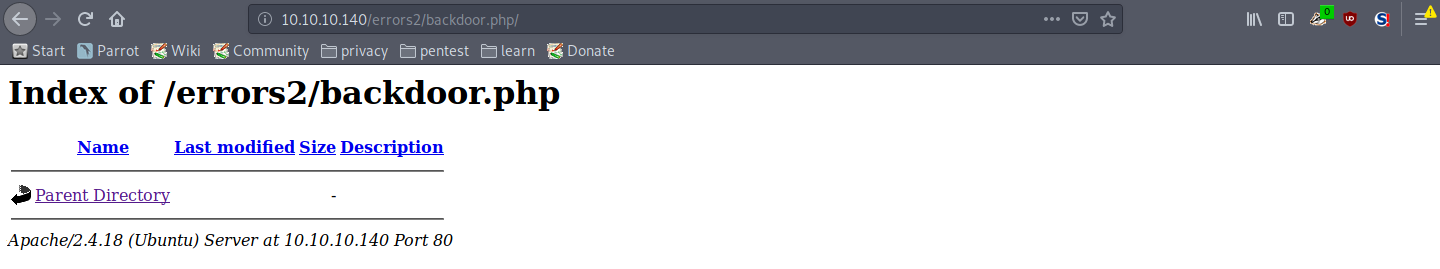 10.10.10.140/errors2/backdoor.php/
0
UD
S
Start Parrot Wiki Community privacy pentest learn Donate
Index of /errors2/backdoor.php
Name Last modified Size Description
Parent Directory -
Apache/2.4.18 (Ubuntu) Server at 10.10.10.140 Port 80